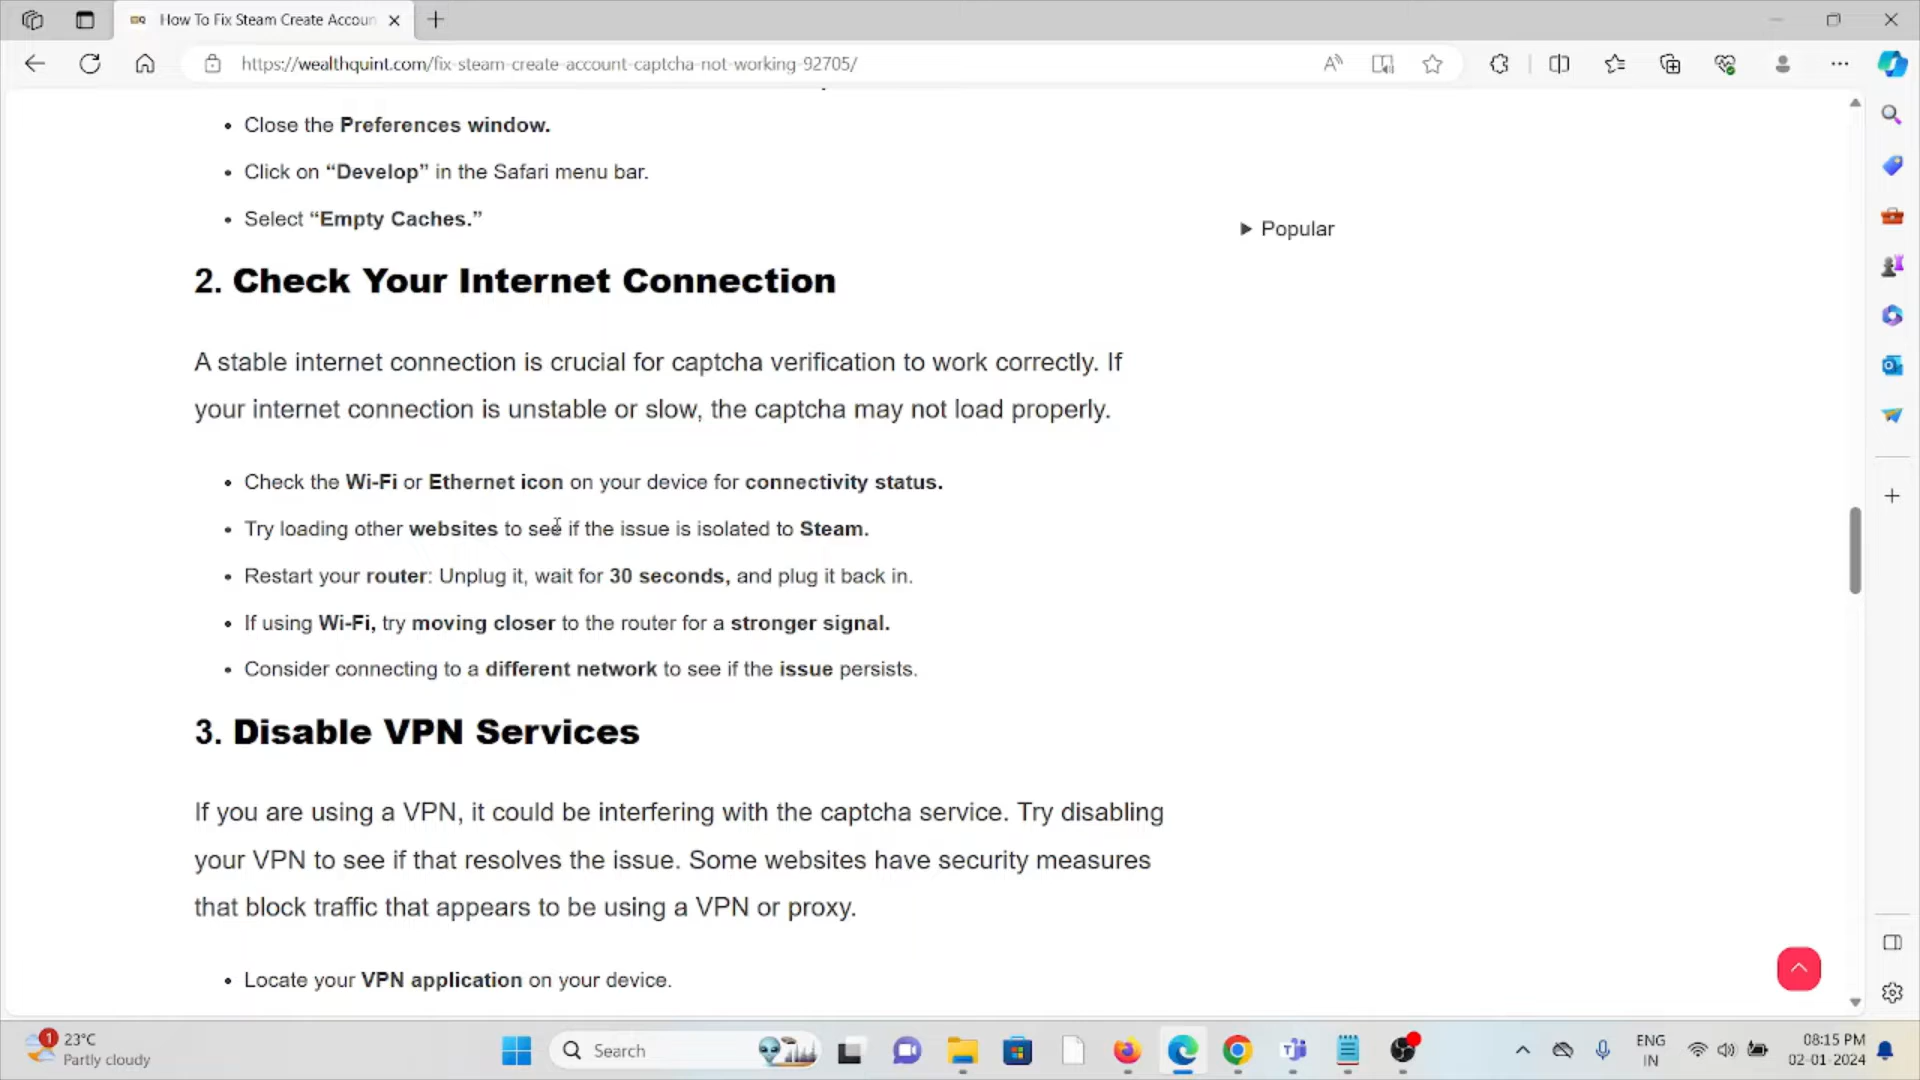 How To Fix Steam Create Accoun
https://wealthquint.com/fix-steam-create-account-captcha-not-working-92705/
• Close the Preferences window.
• Click on “Develop” in the Safari menu bar.
• Select “Empty Caches.”
▶ Popular
2. Check Your Internet Connection
A stable internet connection is crucial for captcha verification to work correctly. If
your internet connection is unstable or slow, the captcha may not load properly.
• Check the Wi-Fi or Ethernet icon on your device for connectivity status.
• Try loading other websites to see if the issue is isolated to Steam.
• Restart your router: Unplug it, wait for 30 seconds, and plug it back in.
• If using Wi-Fi, try moving closer to the router for a stronger signal.
• Consider connecting to a different network to see if the issue persists.
3. Disable VPN Services
If you are using a VPN, it could be interfering with the captcha service. Try disabling
your VPN to see if that resolves the issue. Some websites have security measures
that block traffic that appears to be using a VPN or proxy.
• Locate your VPN application on your device.
1
23°C
Partly cloudy
Search
ENG
IN
08:15 PM
02-01-2024